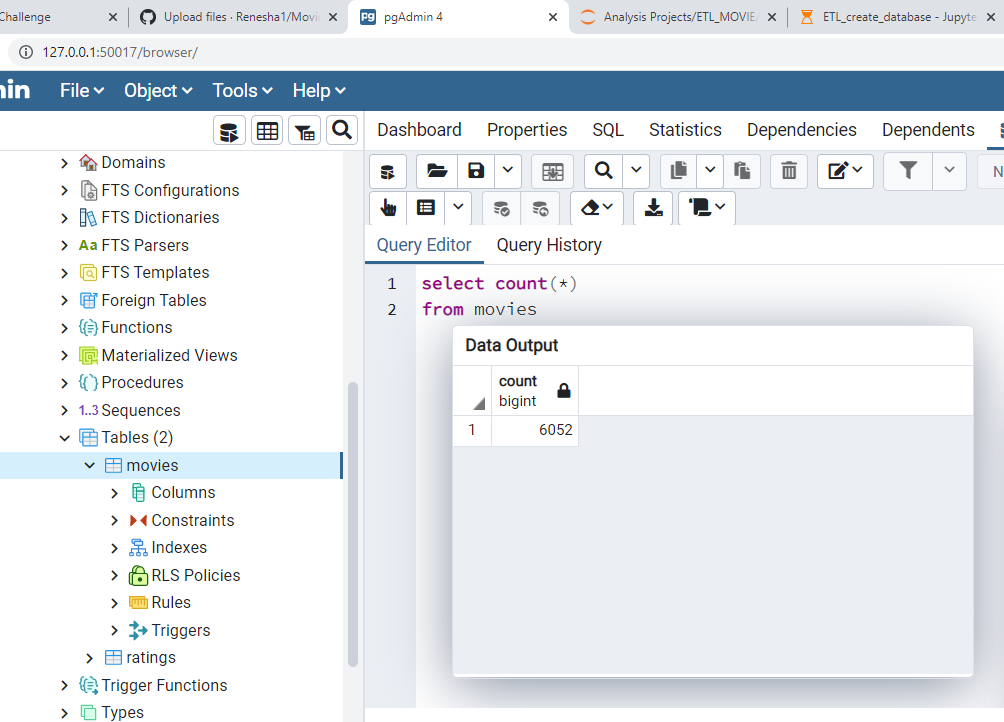 Challenge
Upload files · Renesha1/Movi
pgAdmin 4
Analysis Projects/ETL_MOVIE
ETL_create_database - Jupyte
127.0.0.1:50017/browser/
min File Object Tools Help
Dashboard Properties SQL Statistics Dependencies Dependents
N
Query Editor Query History
1 select count(*)
2 from movies
Data Output
count
bigint
1 6052
Domains
FTS Configurations
FTS Dictionaries
Aa FTS Parsers
FTS Templates
Foreign Tables
Functions
Materialized Views
Procedures
1..3 Sequences
Tables (2)
movies
Columns
Constraints
Indexes
RLS Policies
Rules
Triggers
ratings
Trigger Functions
Types